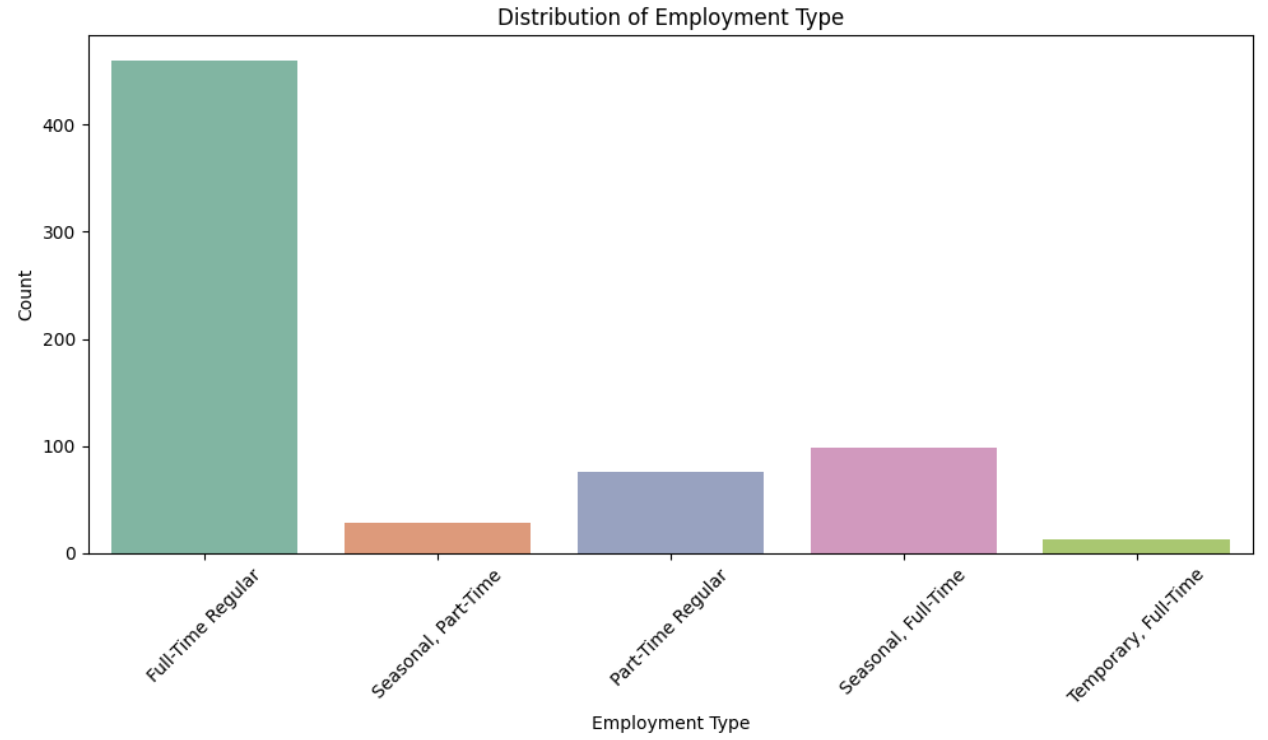 Distribution of Employment Type
400
300
200
100
0
Count
Full-Time Regular
Seasonal, Part-Time
Part-Time Regular
Seasonal, Full-Time
Temporary, Full-Time
Employment Type